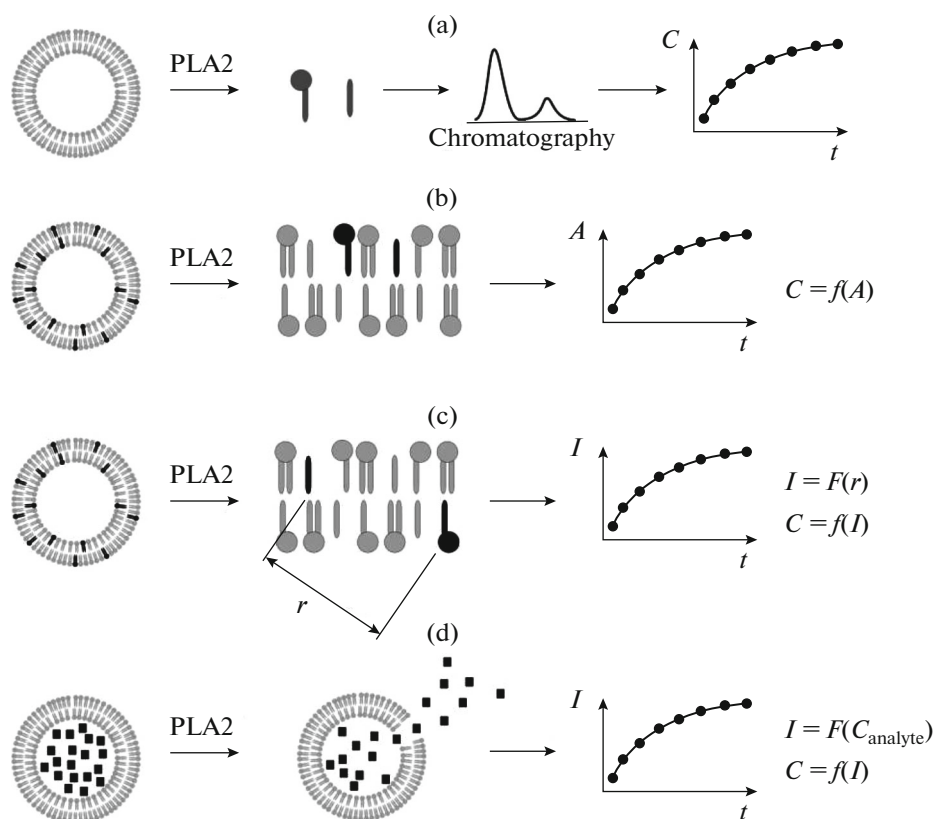 (a)
PLA2
Chromatography
C
t
(b)
PLA2
A
t
C = f(A)
(c)
PLA2
r
I
t
I = F(r)
C = f(I)
(d)
PLA2
I
t
I = F(Canalyte)
C = f(I)